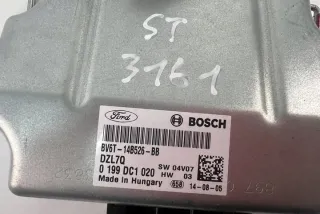 ST
3161
Ford
BOSCH
BV6T-14B526-BB
DZL7Q
0 199 DC1 020
SW 04V07
HW 03
Made in Hungary
658
14-08-05